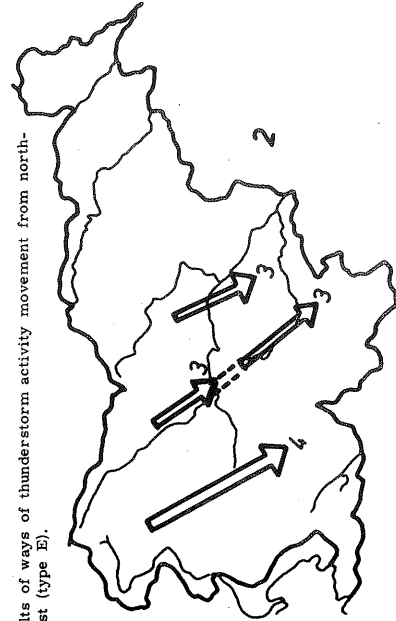 lts of ways of thunderstorm activity movement from north-
st (type E).
3
3
2
4
3